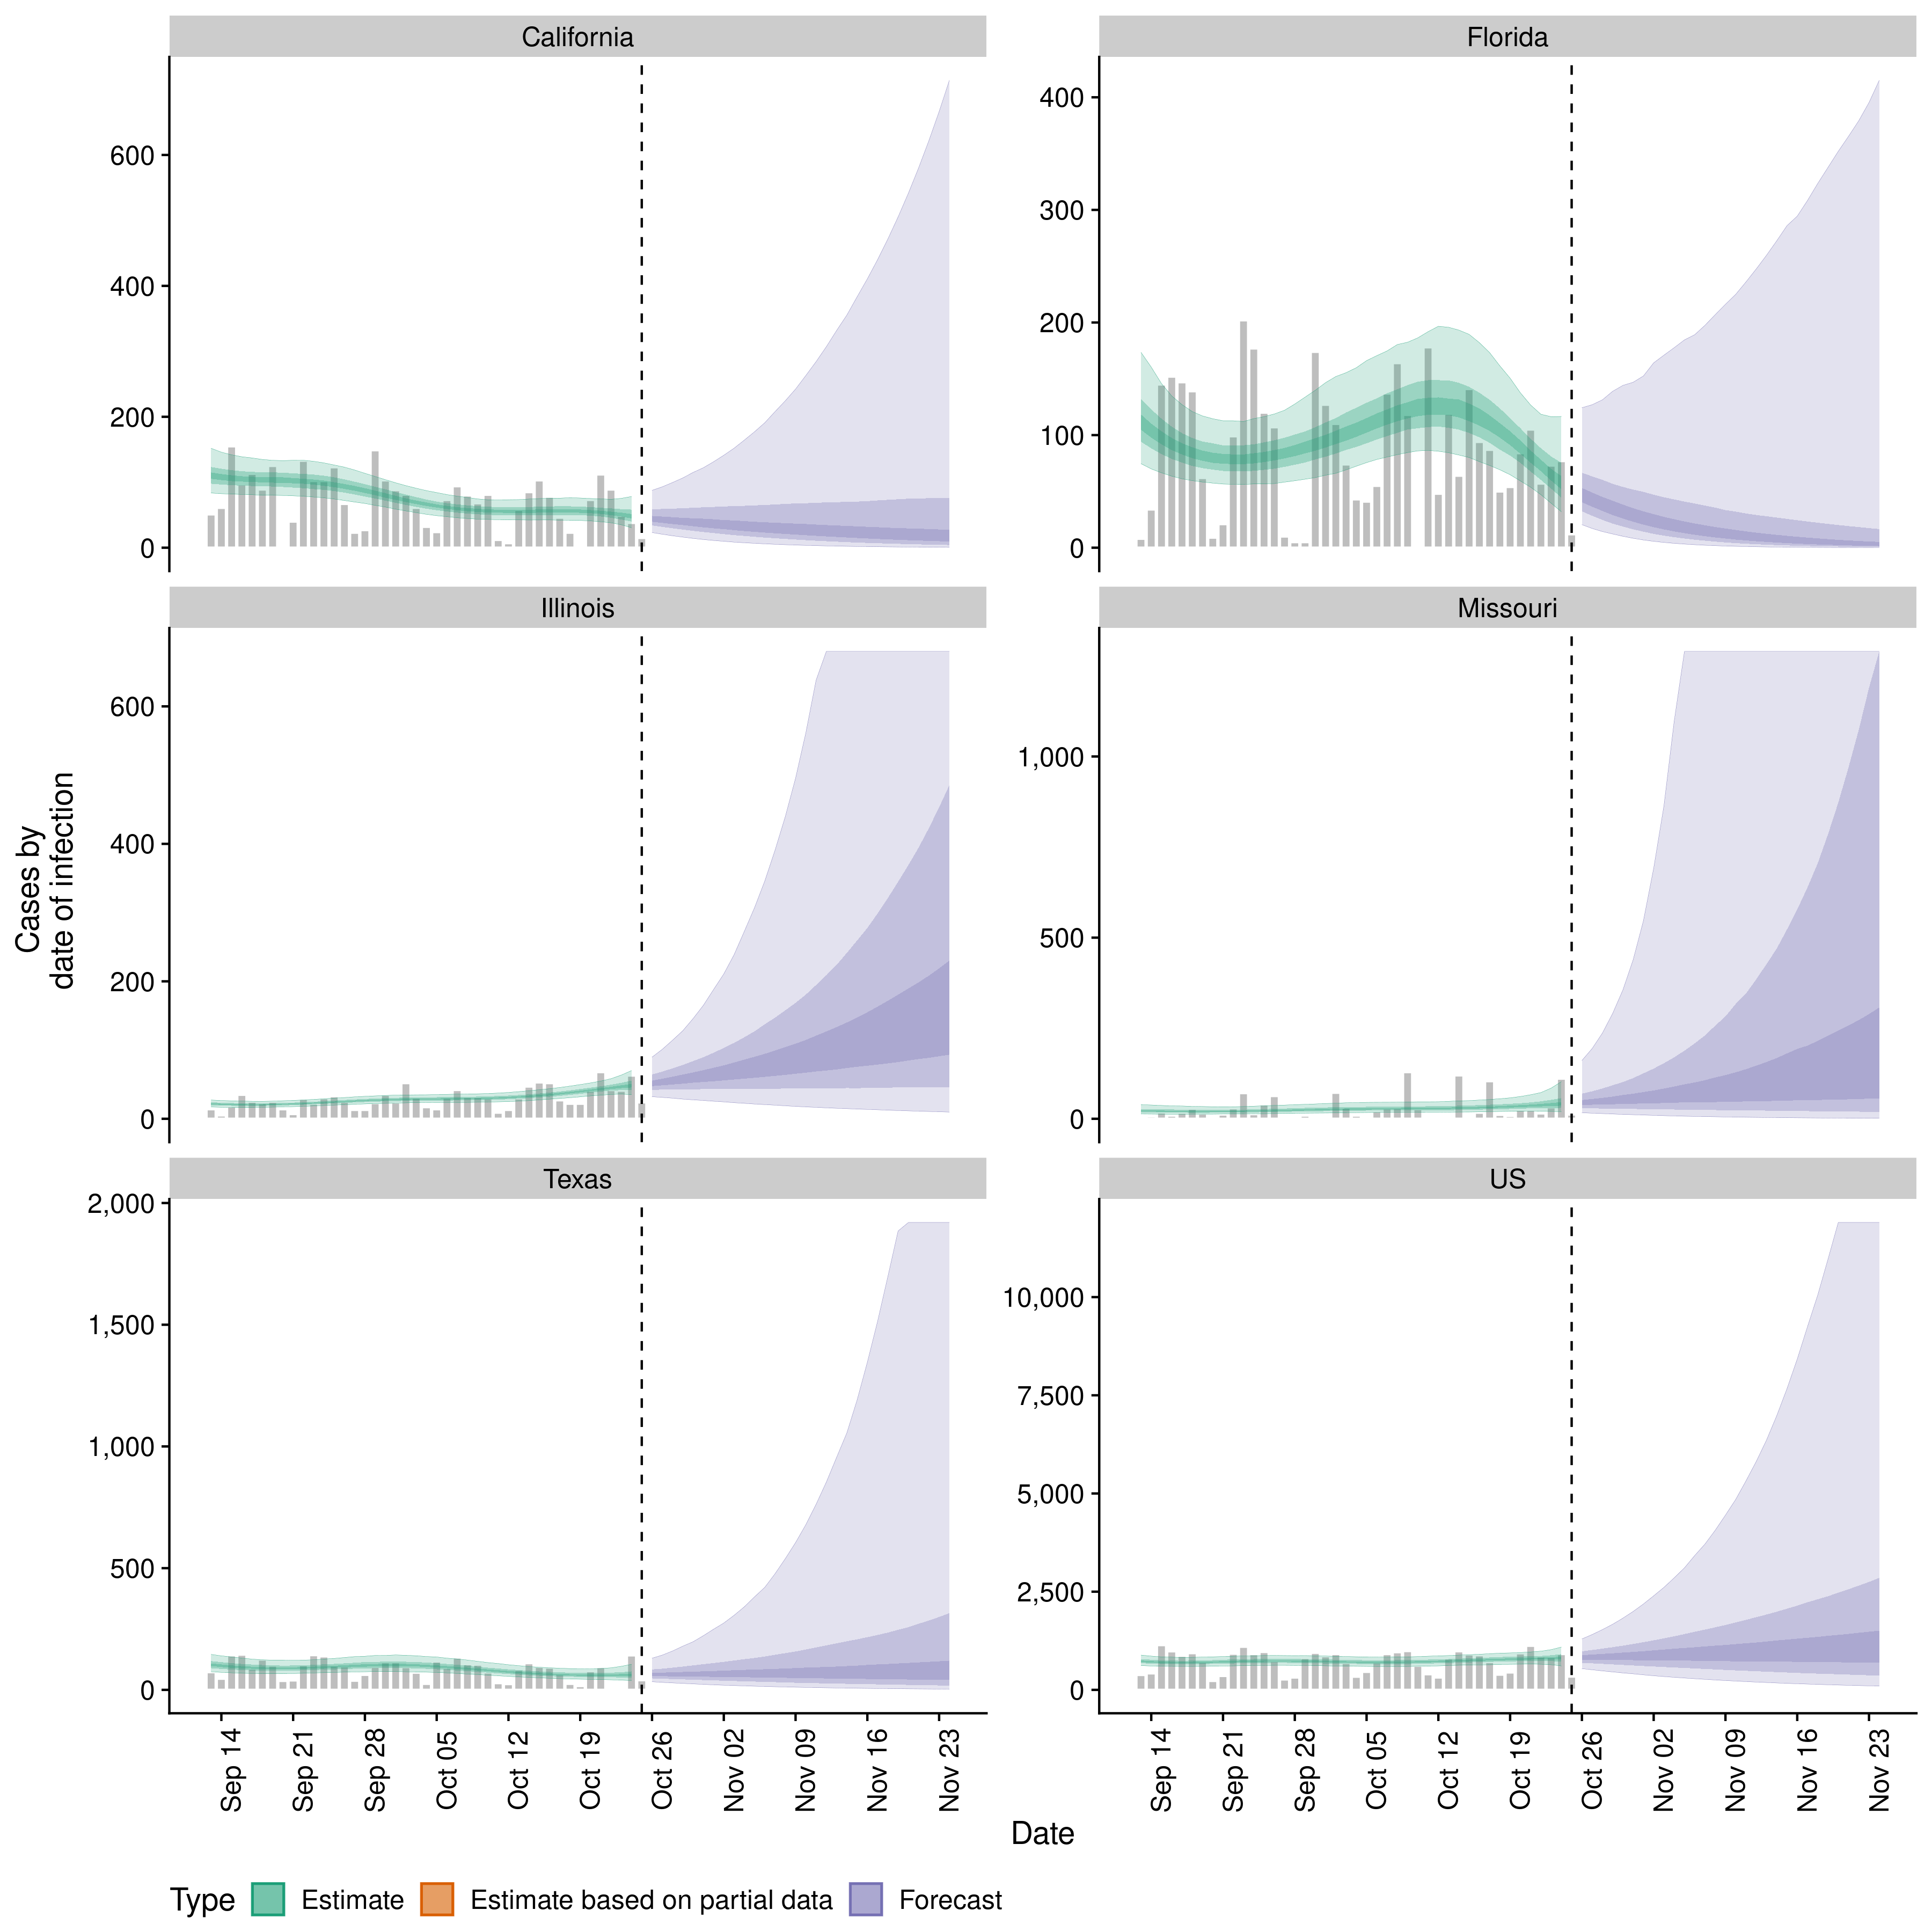 California
Florida
600
400
200
0
400
300
200
100
0
Illinois
Missouri
600
400
200
0
1,000
500
0
Texas
US
2,000
1,500
1,000
500
0
10,000
7,500
5,000
2,500
0
Cases by
date of infection
Sep 14
Sep 21
Sep 28
Oct 05
Oct 12
Oct 19
Oct 26
Nov 02
Nov 09
Nov 16
Nov 23
Sep 14
Sep 21
Sep 28
Oct 05
Oct 12
Oct 19
Oct 26
Nov 02
Nov 09
Nov 16
Nov 23
Date
Type Estimate Estimate based on partial data Forecast